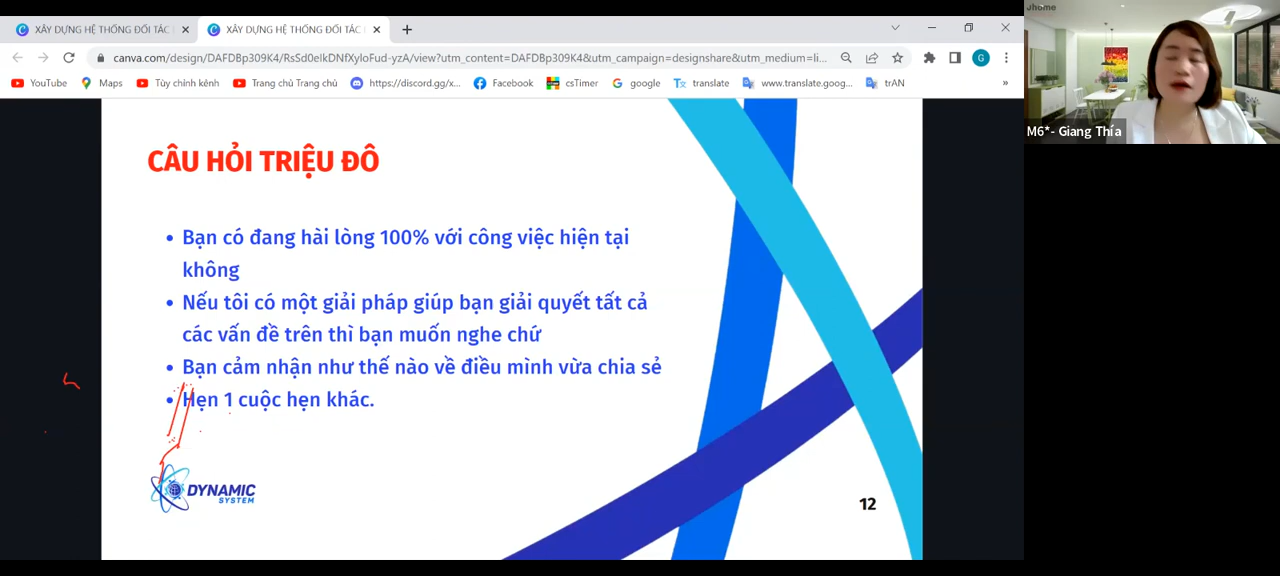 Jhome
XÂY DỰNG HỆ THỐNG ĐỐI TÁC
XÂY DỰNG HỆ THỐNG ĐỐI TÁC
canva.com/design/DAFDBp309K4/RsSd0eIkDNfXyloFud-yzA/view?utm_content=DAFDBp309K4&utm_campaign=designshare&utm_medium=li...
G
YouTube
Maps
Tùy chỉnh kênh
Trang chủ Trang chủ
https://discord.gg/x...
Facebook
csTimer
google
translate
www.translate.goog...
trAN
M6*- Giang Thía
CÂU HỎI TRIỆU ĐÔ
• Bạn có đang hài lòng 100% với công việc hiện tại
không
• Nếu tôi có một giải pháp giúp bạn giải quyết tất cả
các vấn đề trên thì bạn muốn nghe chứ
• Bạn cảm nhận như thế nào về điều mình vừa chia sẻ
• Hẹn 1 cuộc hẹn khác.
DYNAMIC
SYSTEM
12